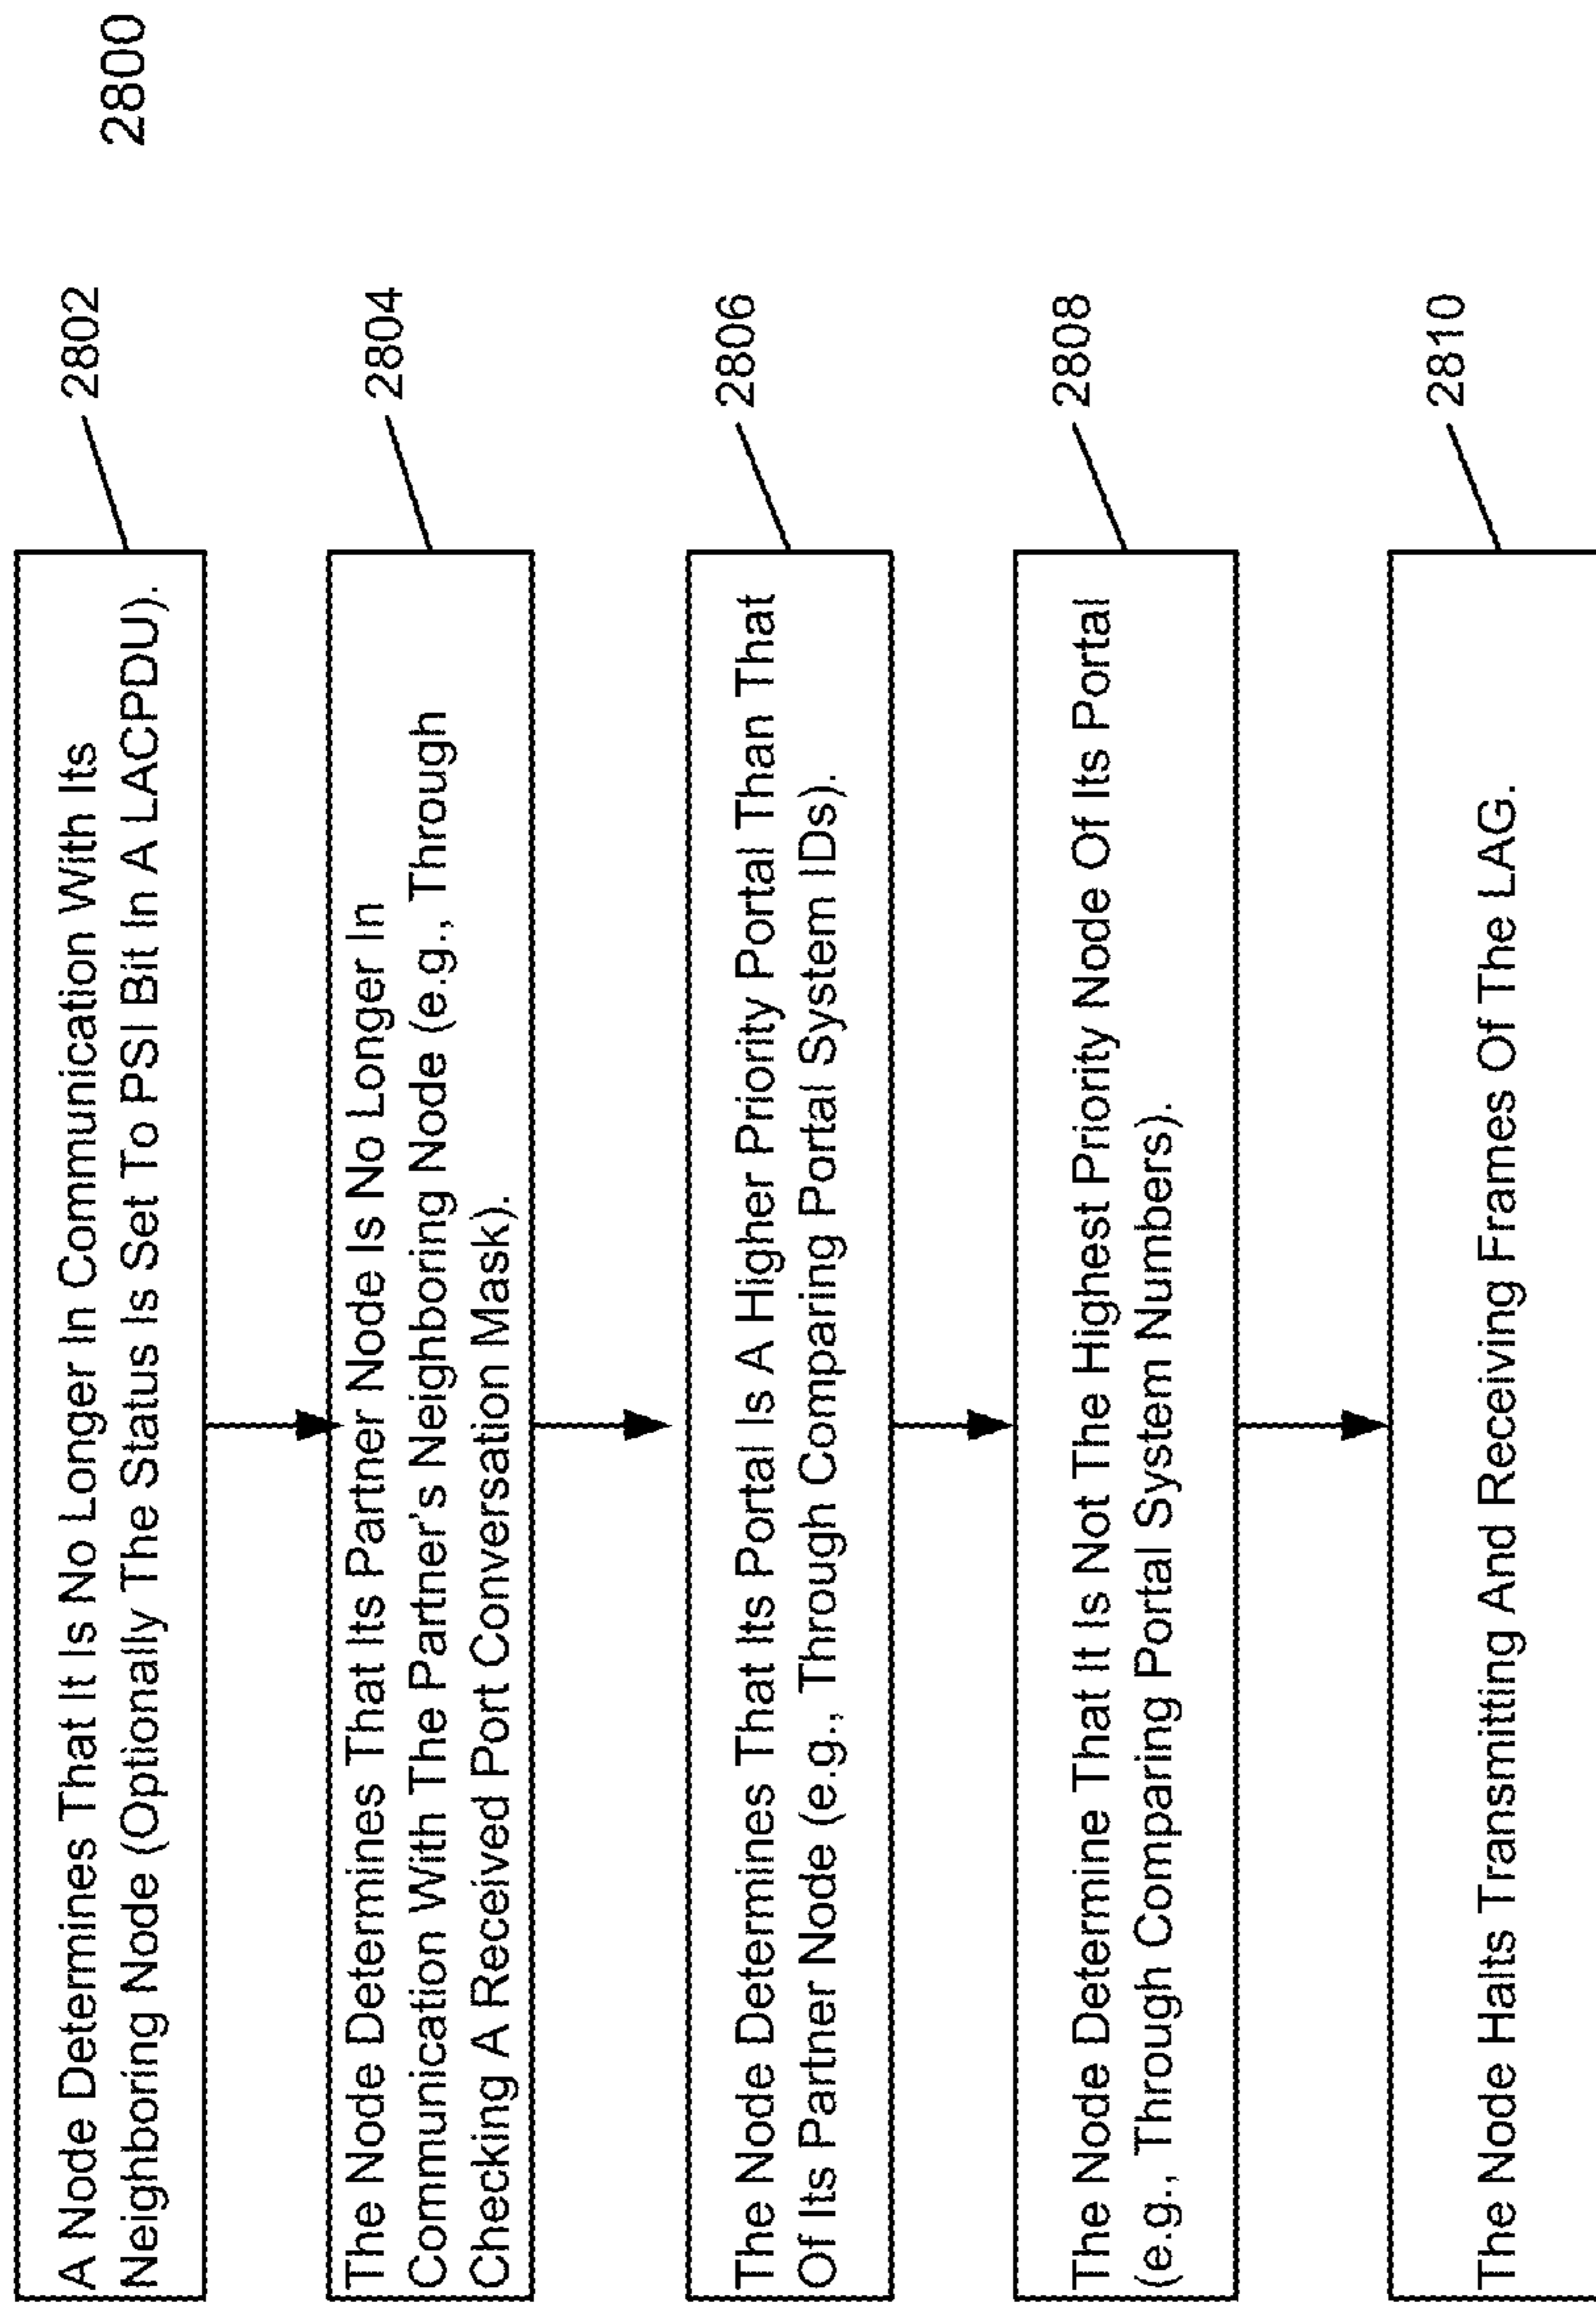 2800
A Node Determines That It Is No Longer In Communication With Its
Neighboring Node (Optionally The Status Is Set To PSI Bit In A LACPDU).
2802
The Node Determines That Its Partner Node Is No Longer In
Communication With The Partner's Neighboring Node (e.g., Through
Checking A Received Port Conversation Mask).
2804
The Node Determines That Its Portal Is A Higher Priority Portal Than That
Of Its Partner Node (e.g., Through Comparing Portal System IDs).
2806
The Node Determine That It Is Not The Highest Priority Node Of Its Portal
(e.g., Through Comparing Portal System Numbers).
2808
The Node Halts Transmitting And Receiving Frames Of The LAG.
2810